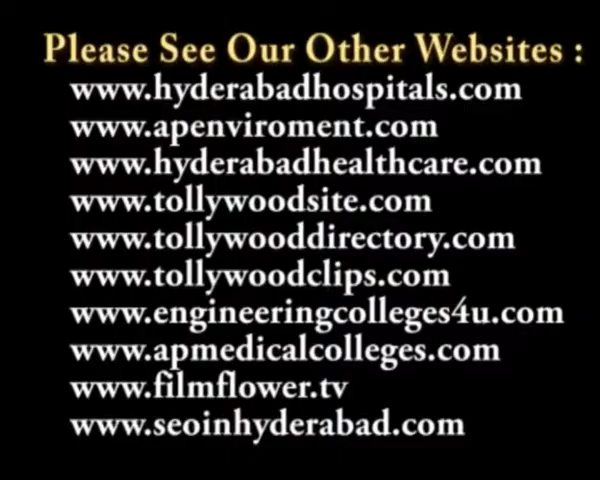 Please See Our Other Websites :
www.hyderabadhospitals.com
www.apenviroment.com
www.hyderabadhealthcare.com
www.tollywoodsite.com
www.tollywooddirectory.com
www.tollywoodclips.com
www.engineeringcolleges4u.com
www.apmedicalcolleges.com
www.filmflower.tv
www.seoinhyderabad.com